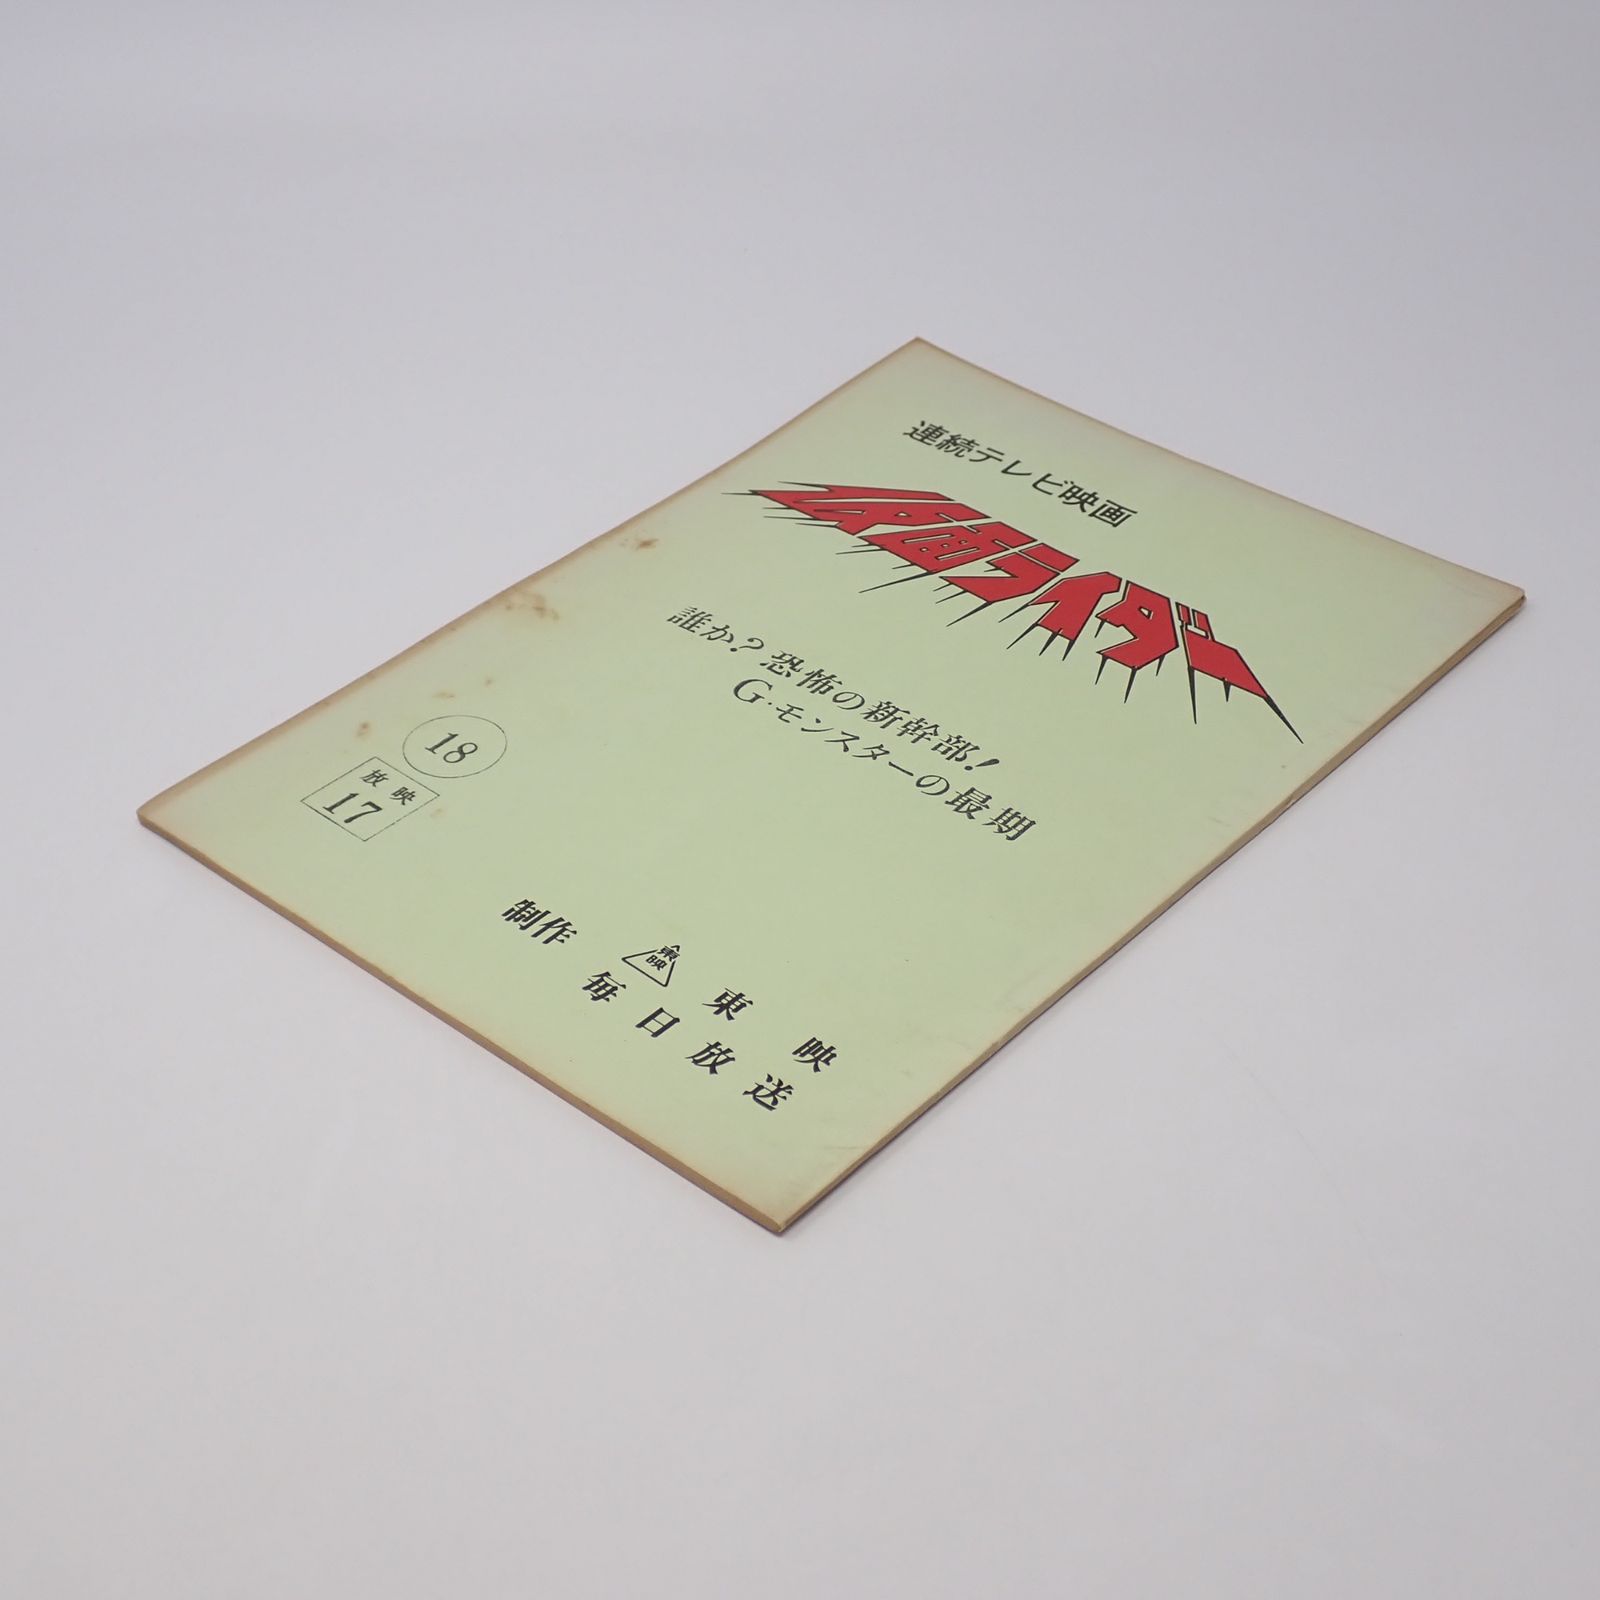 連続テレビ映画
仮面ライダー
誰か?恐怖の新幹部!
G・モンスターの最期
18
放映
17
制作 東映 東映
毎日放送